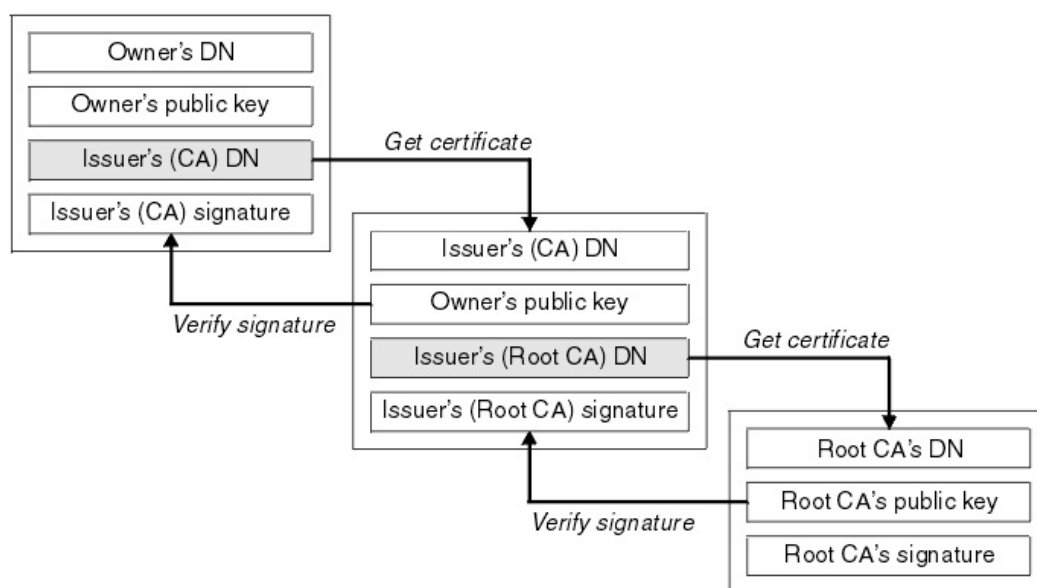 Owner's DN
Owner's public key
Issuer's (CA) DN
Issuer's (CA) signature
Get certificate
Verify signature
Issuer's (CA) DN
Owner's public key
Issuer's (Root CA) DN
Issuer's (Root CA) signature
Get certificate
Verify signature
Root CA's DN
Root CA's public key
Root CA's signature